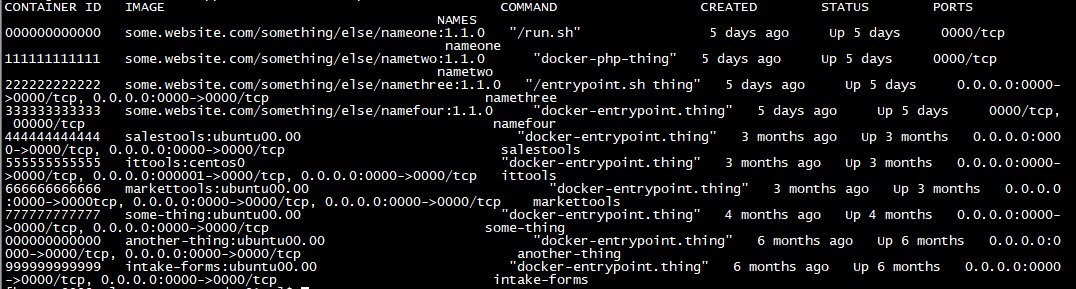 CONTAINER ID   IMAGE   COMMAND   CREATED   STATUS   PORTS
NAMES
000000000000   some.website.com/something/else/nameone:1.1.0   "/run.sh"   5 days ago   Up 5 days   0000/tcp
nameone
111111111111   some.website.com/something/else/nametwo:1.1.0   "docker-php-thing"   5 days ago   Up 5 days   0000/tcp
nametwo
222222222222   some.website.com/something/else/namethree:1.1.0   "/entrypoint.sh thing"   5 days ago   Up 5 days   0.0.0.0:0000-
>0000/tcp, 0.0.0.0:0000->0000/tcp   namethree
333333333333   some.website.com/something/else/namefour:1.1.0   "docker-entrypoint.thing"   5 days ago   Up 5 days   0000/tcp,
00000/tcp   namefour
444444444444   salestools:ubuntu00.00   "docker-entrypoint.thing"   3 months ago   Up 3 months   0.0.0.0:000
0->0000/tcp, 0.0.0.0:0000->0000/tcp   salestools
555555555555   ittools:centos0   "docker-entrypoint.thing"   3 months ago   Up 3 months   0.0.0.0:0000-
>0000/tcp, 0.0.0.0:000001->0000/tcp, 0.0.0.0:0000->0000/tcp   ittools
666666666666   markettools:ubuntu00.00   "docker-entrypoint.thing"   3 months ago   Up 3 months   0.0.0.0
:0000->0000tcp, 0.0.0.0:0000->0000/tcp, 0.0.0.0:0000->0000/tcp   markettools
777777777777   some-thing:ubuntu00.00   "docker-entrypoint.thing"   4 months ago   Up 4 months   0.0.0.0:0000-
>0000/tcp, 0.0.0.0:0000->0000/tcp   some-thing
000000000000   another-thing:ubuntu00.00   "docker-entrypoint.thing"   6 months ago   Up 6 months   0.0.0.0:0
000->0000/tcp, 0.0.0.0:0000->0000/tcp   another-thing
999999999999   intake-forms:ubuntu00.00   "docker-entrypoint.thing"   6 months ago   Up 6 months   0.0.0.0:0000
->0000/tcp, 0.0.0.0:0000->0000/tcp   intake-forms